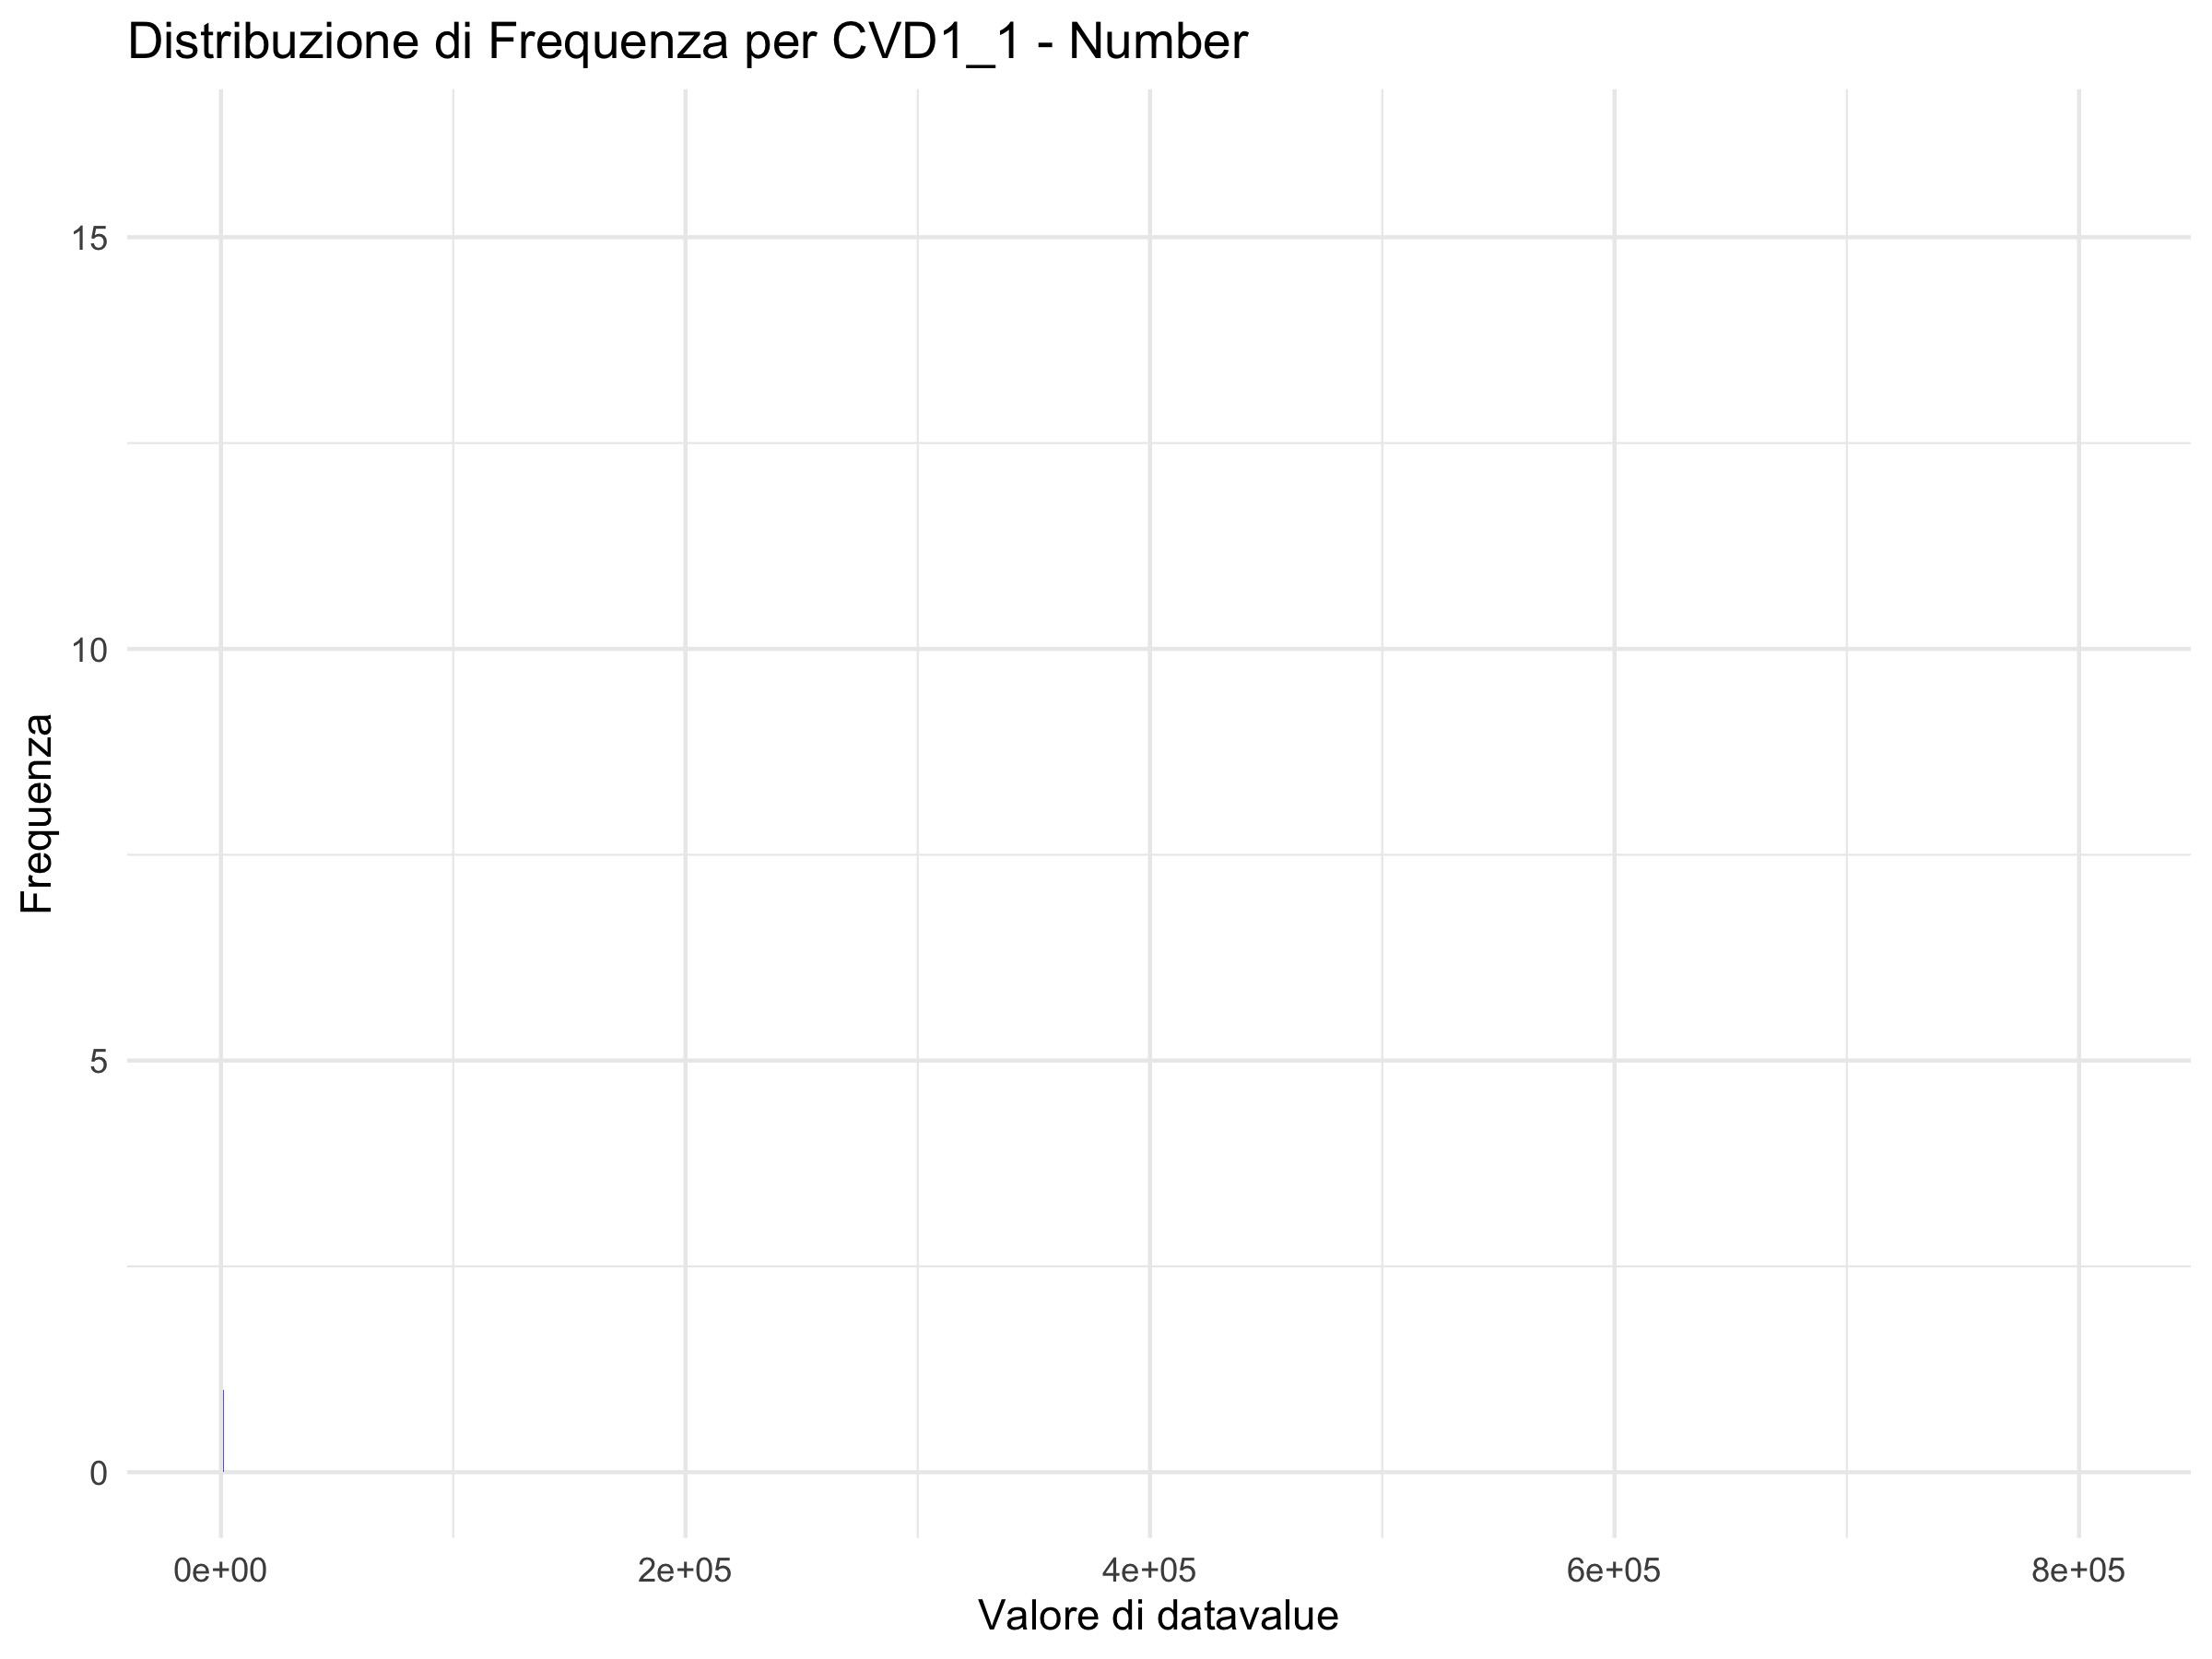 Distribuzione di Frequenza per CVD1_1 - Number
15
10
5
0
Frequenza
0e+00 2e+05 4e+05 6e+05 8e+05
Valore di datavalue